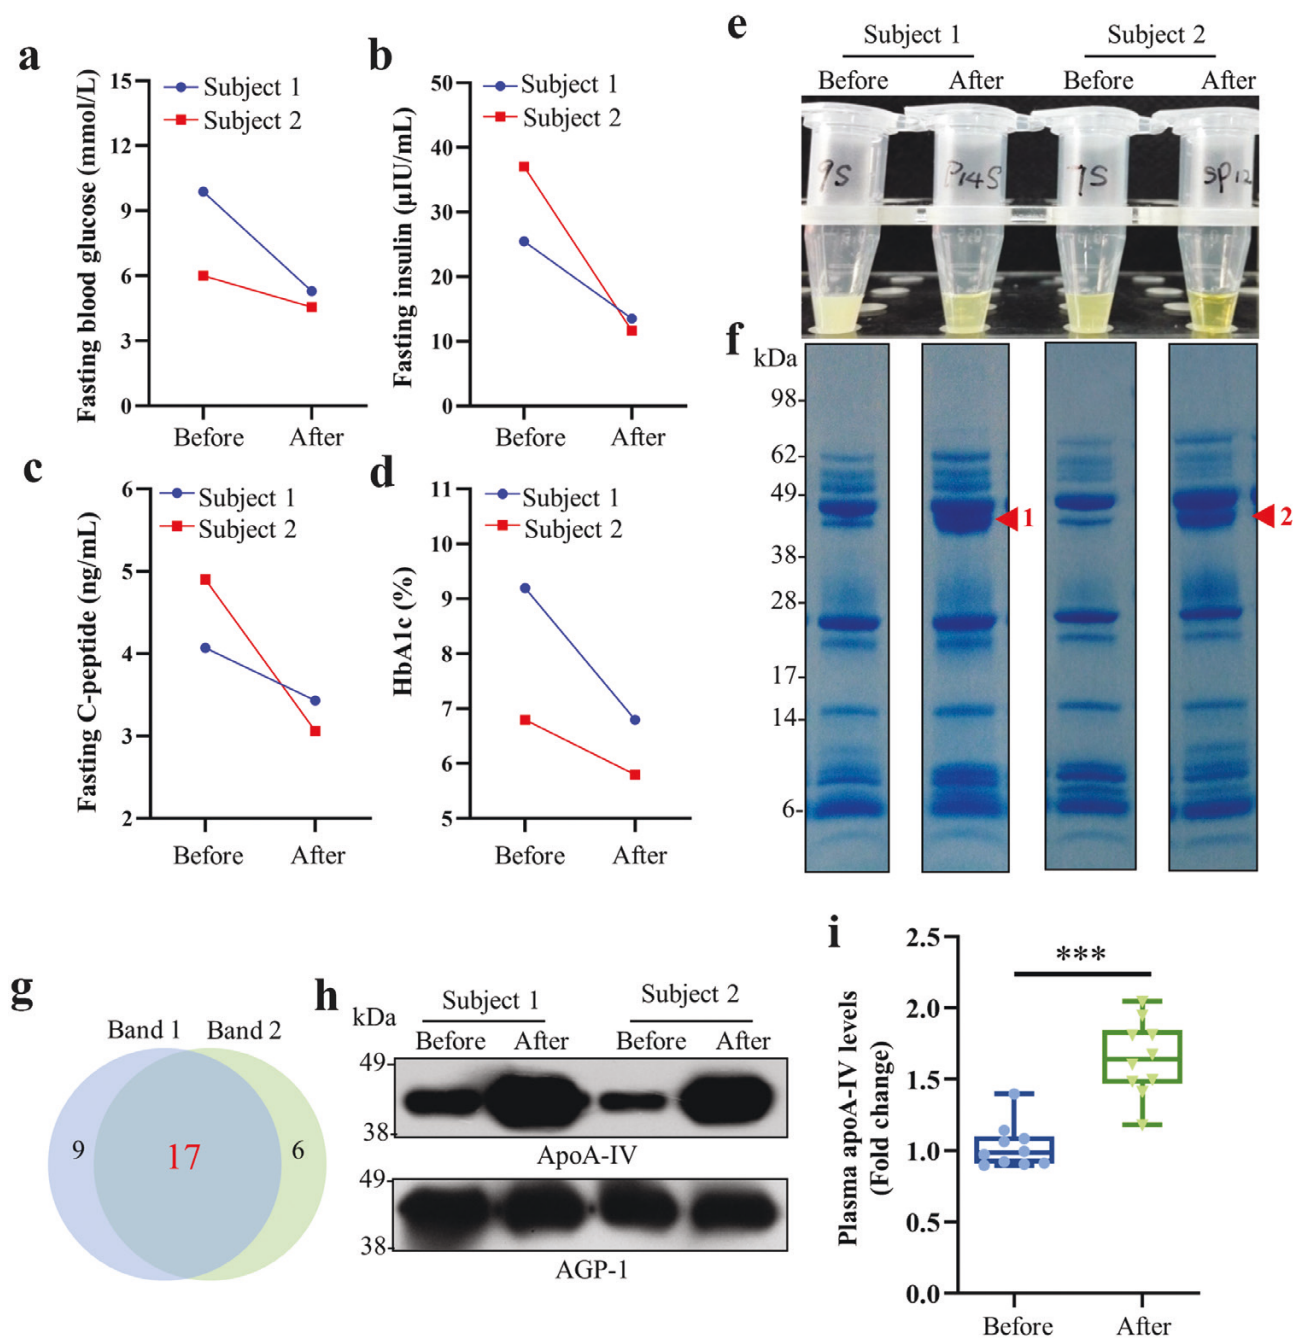 a
Fasting blood glucose (mmol/L)
15
12
9
6
3
0
Subject 1
Subject 2
Before After
b
Fasting insulin (μIU/mL)
50
40
30
20
10
0
Subject 1
Subject 2
Before After
c
Fasting C-peptide (ng/mL)
6
5
4
3
2
Subject 1
Subject 2
Before After
d
HbA1c (%)
11
10
9
8
7
6
5
Subject 1
Subject 2
Before After
e
Subject 1 Subject 2
Before After Before After
9S P14S 7S SP12
f
kDa
98
62
49
38
28
17
14
6
1
2
g
Band 1 Band 2
9 17 6
h
Subject 1 Subject 2
kDa
Before After Before After
49
38
ApoA-IV
49
38
AGP-1
i
Plasma apoA-IV levels
(Fold change)
2.5
2.0
1.5
1.0
0.5
0.0
***
Before After